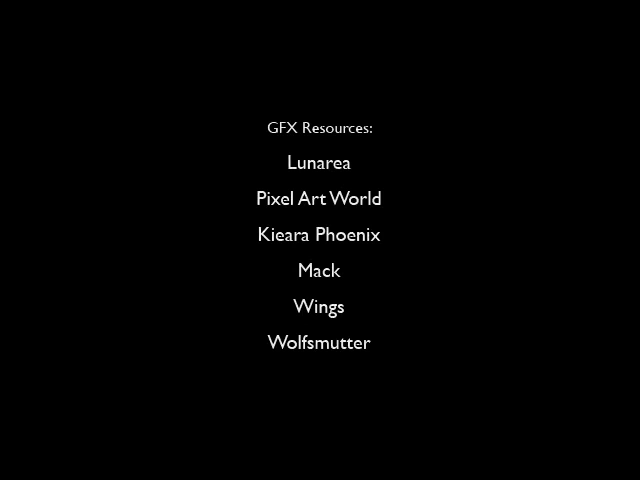 GFX Resources:
Lunarea
Pixel Art World
Kieara Phoenix
Mack
Wings
Wolfsmutter